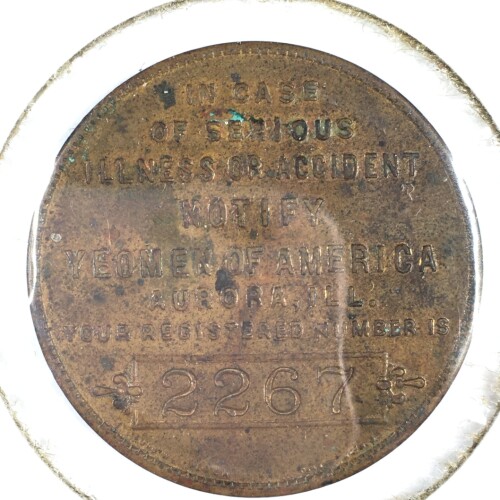 IN CASE
OF SERIOUS
ILLNESS OR ACCIDENT
NOTIFY
YEOMEN OF AMERICA
AURORA, ILL.
YOUR REGISTERED NUMBER IS
2267